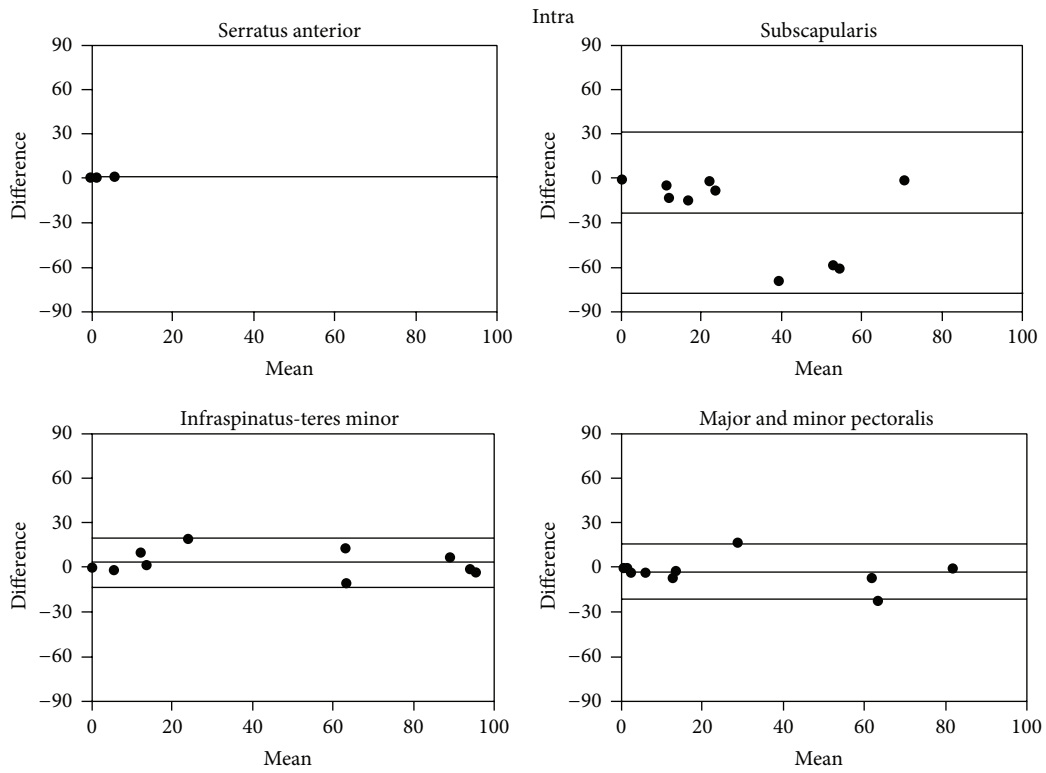 Intra
Serratus anterior
90
60
30
0
−30
−60
−90
Difference
0 20 40 60 80 100
Mean
Subscapularis
90
60
30
0
−30
−60
−90
Difference
0 20 40 60 80 100
Mean
Infraspinatus-teres minor
90
60
30
0
−30
−60
−90
Difference
0 20 40 60 80 100
Mean
Major and minor pectoralis
90
60
30
0
−30
−60
−90
Difference
0 20 40 60 80 100
Mean